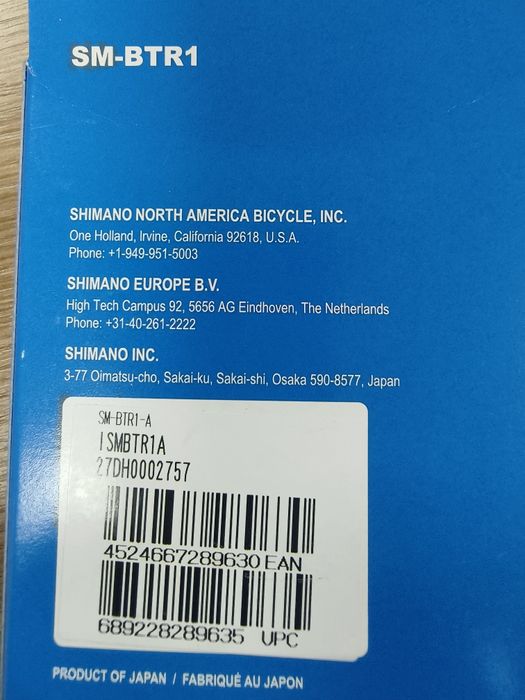 SM-BTR1
SHIMANO NORTH AMERICA BICYCLE, INC.
One Holland, Irvine, California 92618, U.S.A.
Phone: +1-949-951-5003
SHIMANO EUROPE B.V.
High Tech Campus 92, 5656 AG Eindhoven, The Netherlands
Phone: +31-40-261-2222
SHIMANO INC.
3-77 Oimatsu-cho, Sakai-ku, Sakai-shi, Osaka 590-8577, Japan
SM-BTR1-A
ISMBTR1A
27DH0002757
4524667289630 EAN
689228289635 UPC
PRODUCT OF JAPAN / FABRIQUÉ AU JAPON